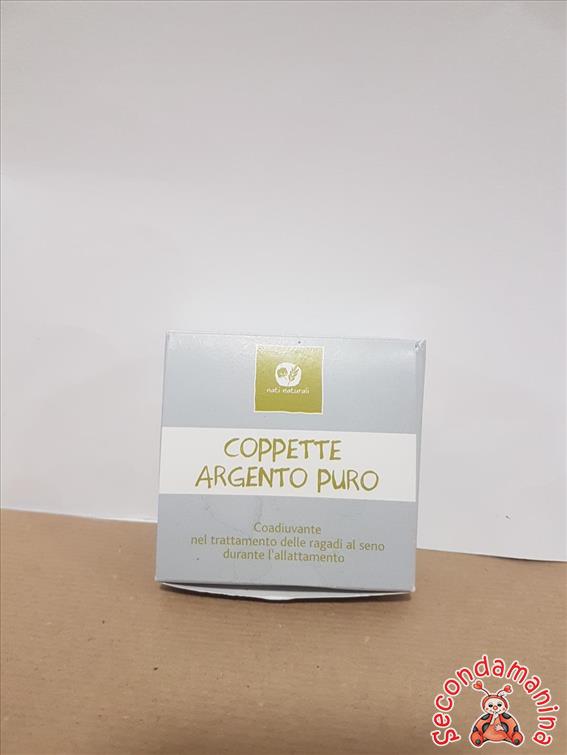 nati naturali
COPPETTE
ARGENTO PURO
Coadiuvante
nel trattamento delle ragadi al seno
durante l'allattamento
secondamanina